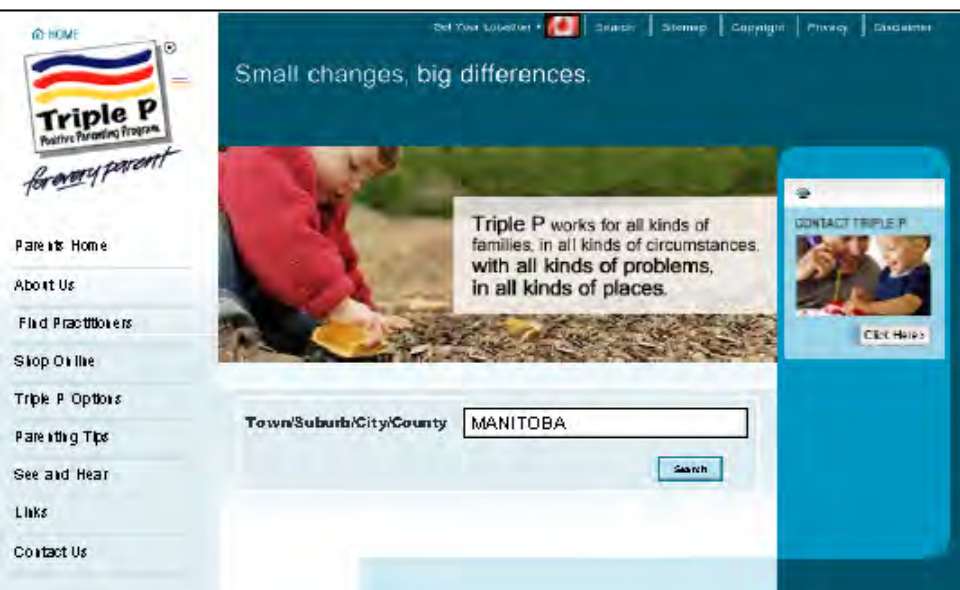 HOME
Set Your Location
Search
Sitemap
Copyright
Privacy
Disclaimer
®
Triple P
Positive Parenting Program
for every parent
Small changes, big differences.
Triple P works for all kinds of
families, in all kinds of circumstances,
with all kinds of problems,
in all kinds of places.
CONTACT TRIPLE P
Click Here
Parents Home
About Us
Find Practitioners
Shop Online
Triple P Options
Parenting Tips
See and Hear
Links
Contact Us
Town/Suburb/City/County
MANITOBA
Search